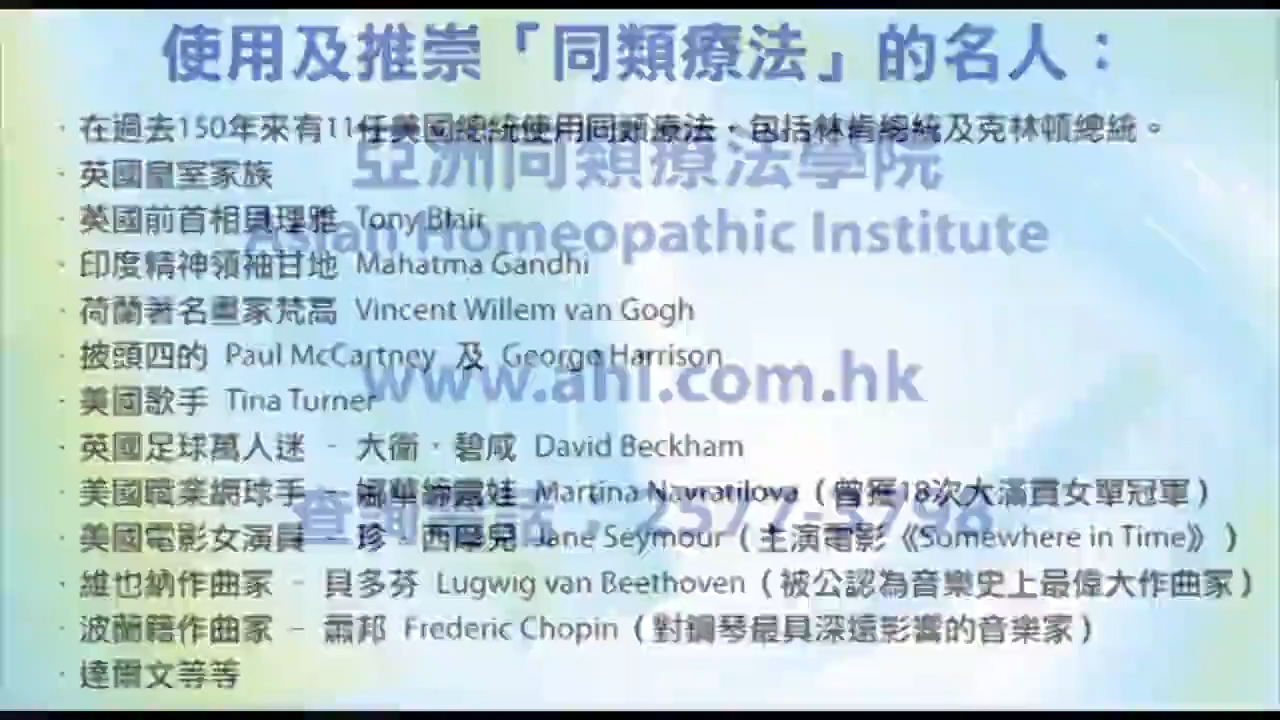 使用及推崇「同類療法」的名人：
· 在過去150年來有11任美國總統使用同類療法，包括林肯總統及克林頓總統。
亞洲同類療法學院
· 英國皇室家族
· 英國前首相貝理雅 Tony Blair
Asian Homeopathic Institute
· 印度精神領袖甘地 Mahatma Gandhi
· 荷蘭著名畫家梵高 Vincent Willem van Gogh
· 披頭四的 Paul McCartney 及 George Harrison
www.ahi.com.hk
· 美國歌手 Tina Turner
· 英國足球萬人迷 - 大衛·碧咸 David Beckham
· 美國職業網球手 - 娜華締露娃 Martina Navratilova（曾獲18次大滿貫女單冠軍）
查詢電話：2577-3798
· 美國電影女演員 - 珍·西摩兒 Jane Seymour（主演電影《Somewhere in Time》）
· 維也納作曲家 - 貝多芬 Lugwig van Beethoven（被公認為音樂史上最偉大作曲家）
· 波蘭籍作曲家 - 蕭邦 Frederic Chopin（對鋼琴最具深遠影響的音樂家）
· 達爾文等等